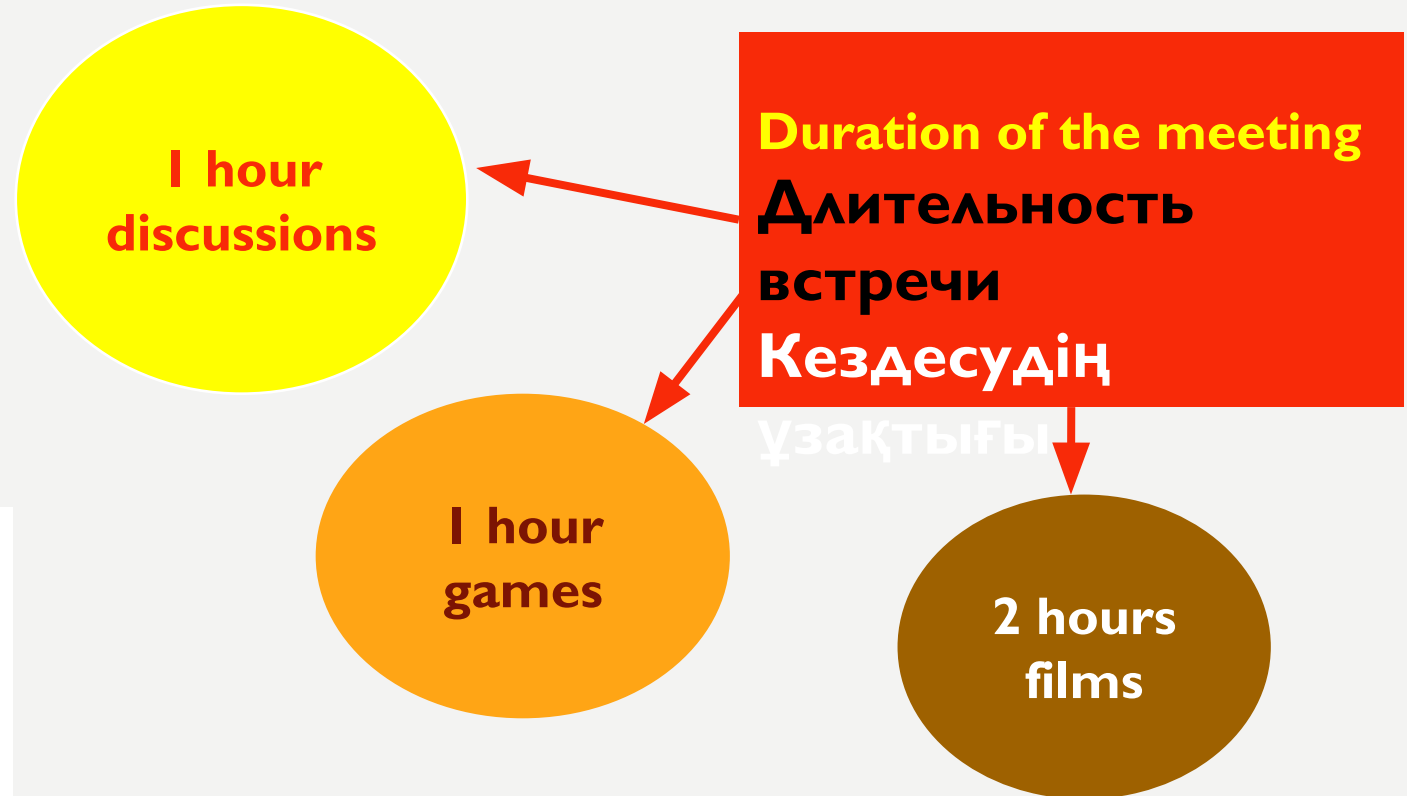 1 hour
discussions
Duration of the meeting
Длительность
встречи
Кездесудің
ұзақтығы
1 hour
games
2 hours
films